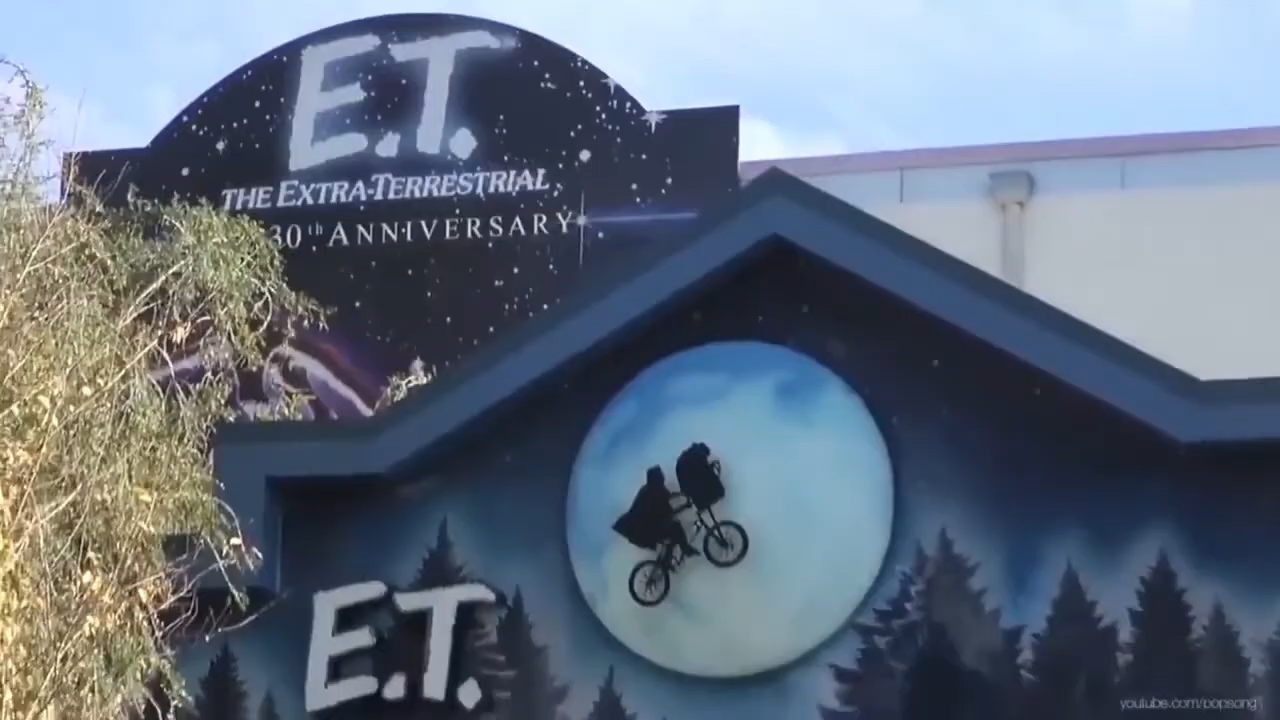 E.T.
THE EXTRA-TERRESTRIAL
30th ANNIVERSARY
E.T.
youtube.com/popsong